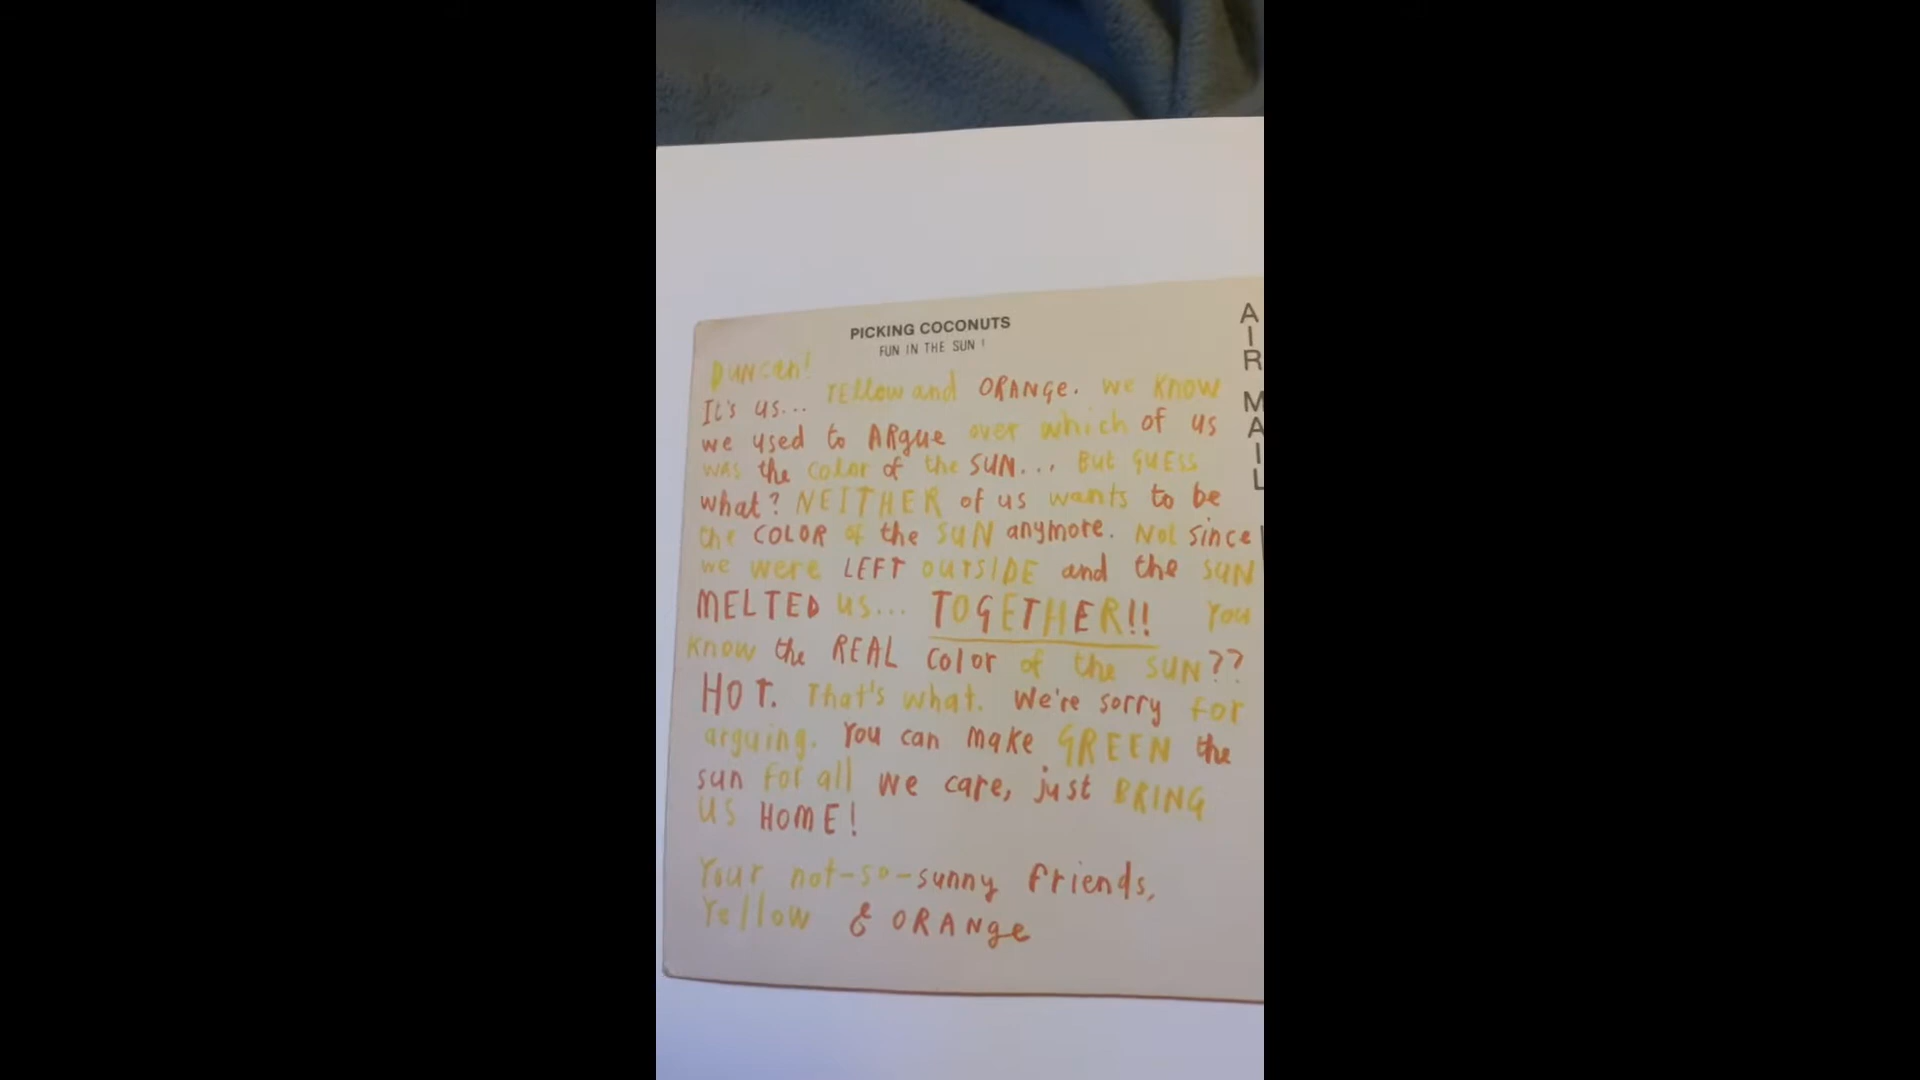 PICKING COCONUTS
FUN IN THE SUN !
DUNCan!
It's us... YEllow and ORANGe. we know
we used to ARgue over which of us
WAS the color of the SUN... But GUESS
what? NEITHER of us wants to be
the COLOR of the SUN anymore. Not since
we were LEFT OUTSIDE and the SUN
MELTED us... TOGETHER!! You
know the REAL color of the SUN??
HOT. That's what. We're sorry for
arguing. You can make GREEN the
sun for all we care, just BRING
US HOME!
Your not-so-sunny friends,
Yellow & ORANge
AIR MAIL